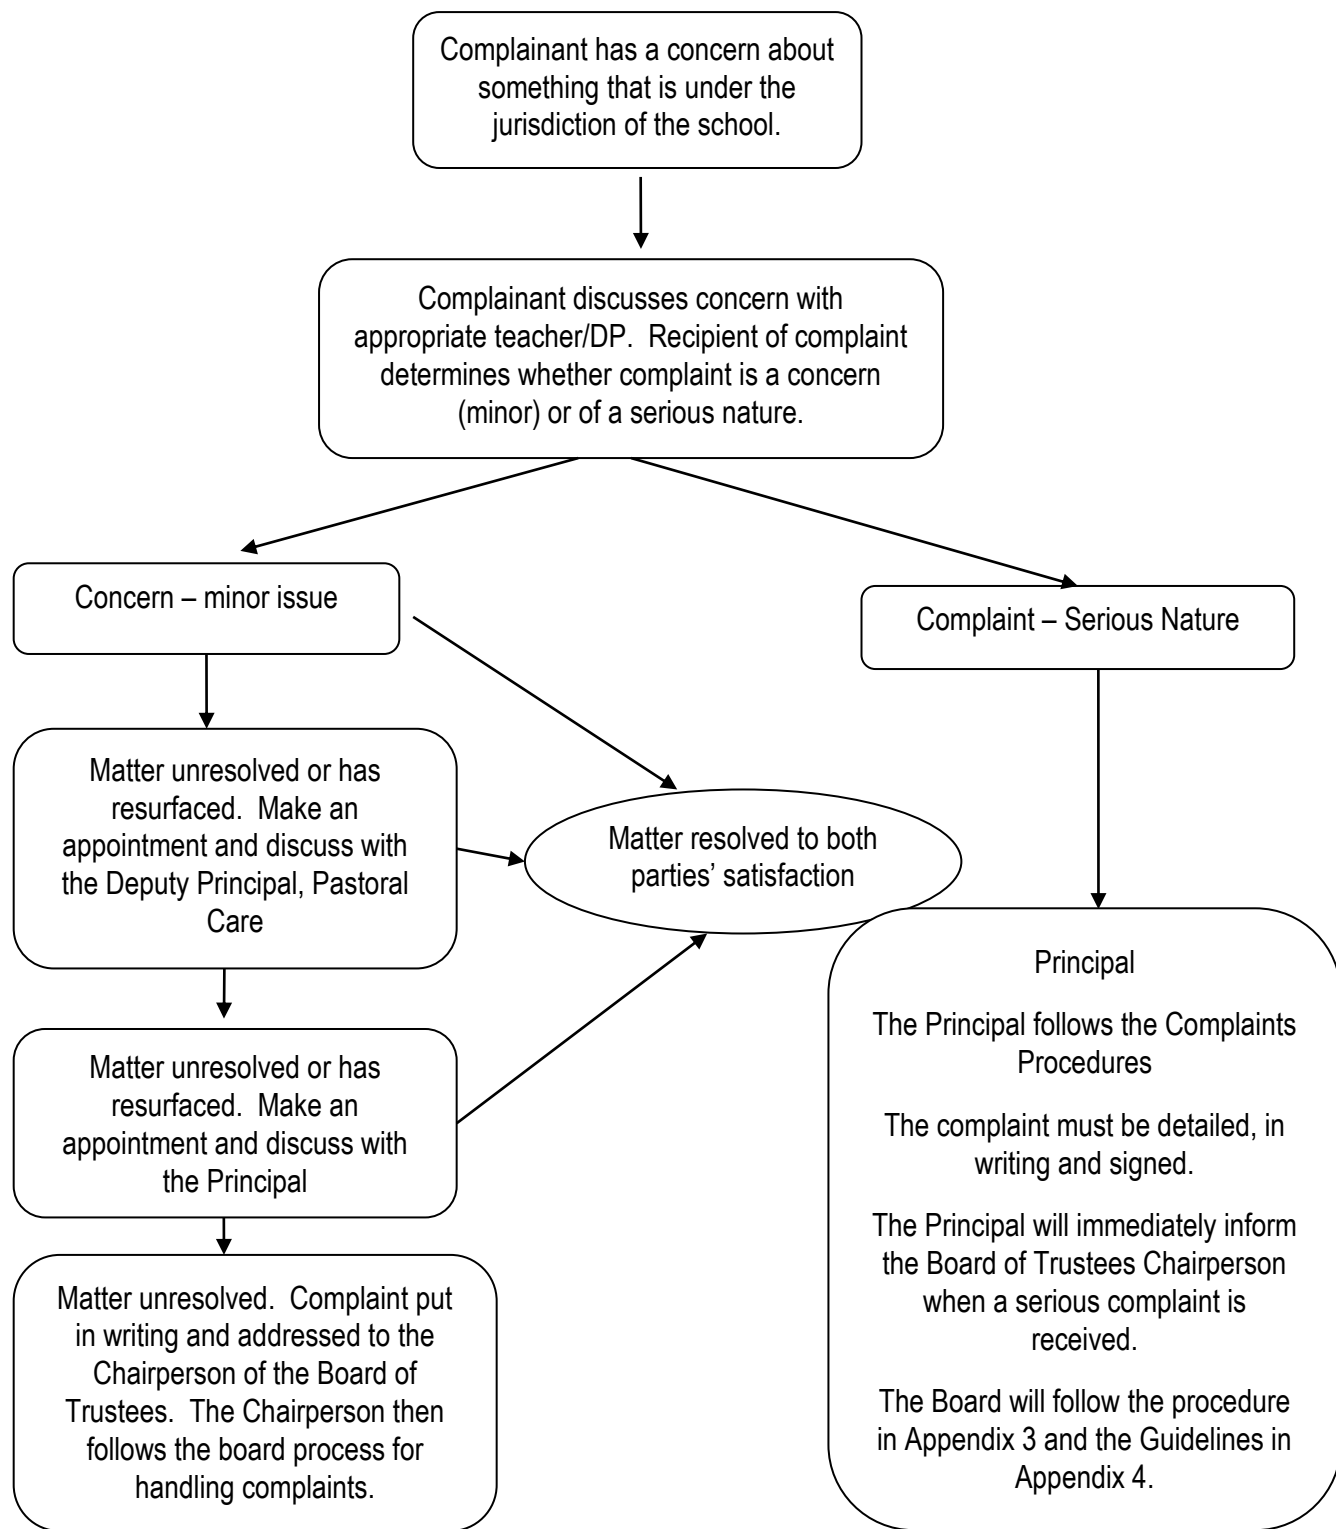 Complainant has a concern about
something that is under the
jurisdiction of the school.
Complainant discusses concern with
appropriate teacher/DP.  Recipient of complaint
determines whether complaint is a concern
(minor) or of a serious nature.
Concern – minor issue
Complaint – Serious Nature
Matter unresolved or has
resurfaced.  Make an
appointment and discuss with
the Deputy Principal, Pastoral
Care
Matter resolved to both
parties’ satisfaction
Matter unresolved or has
resurfaced.  Make an
appointment and discuss with
the Principal
Matter unresolved.  Complaint put
in writing and addressed to the
Chairperson of the Board of
Trustees.  The Chairperson then
follows the board process for
handling complaints.
Principal
The Principal follows the Complaints
Procedures
The complaint must be detailed, in
writing and signed.
The Principal will immediately inform
the Board of Trustees Chairperson
when a serious complaint is
received.
The Board will follow the procedure
in Appendix 3 and the Guidelines in
Appendix 4.